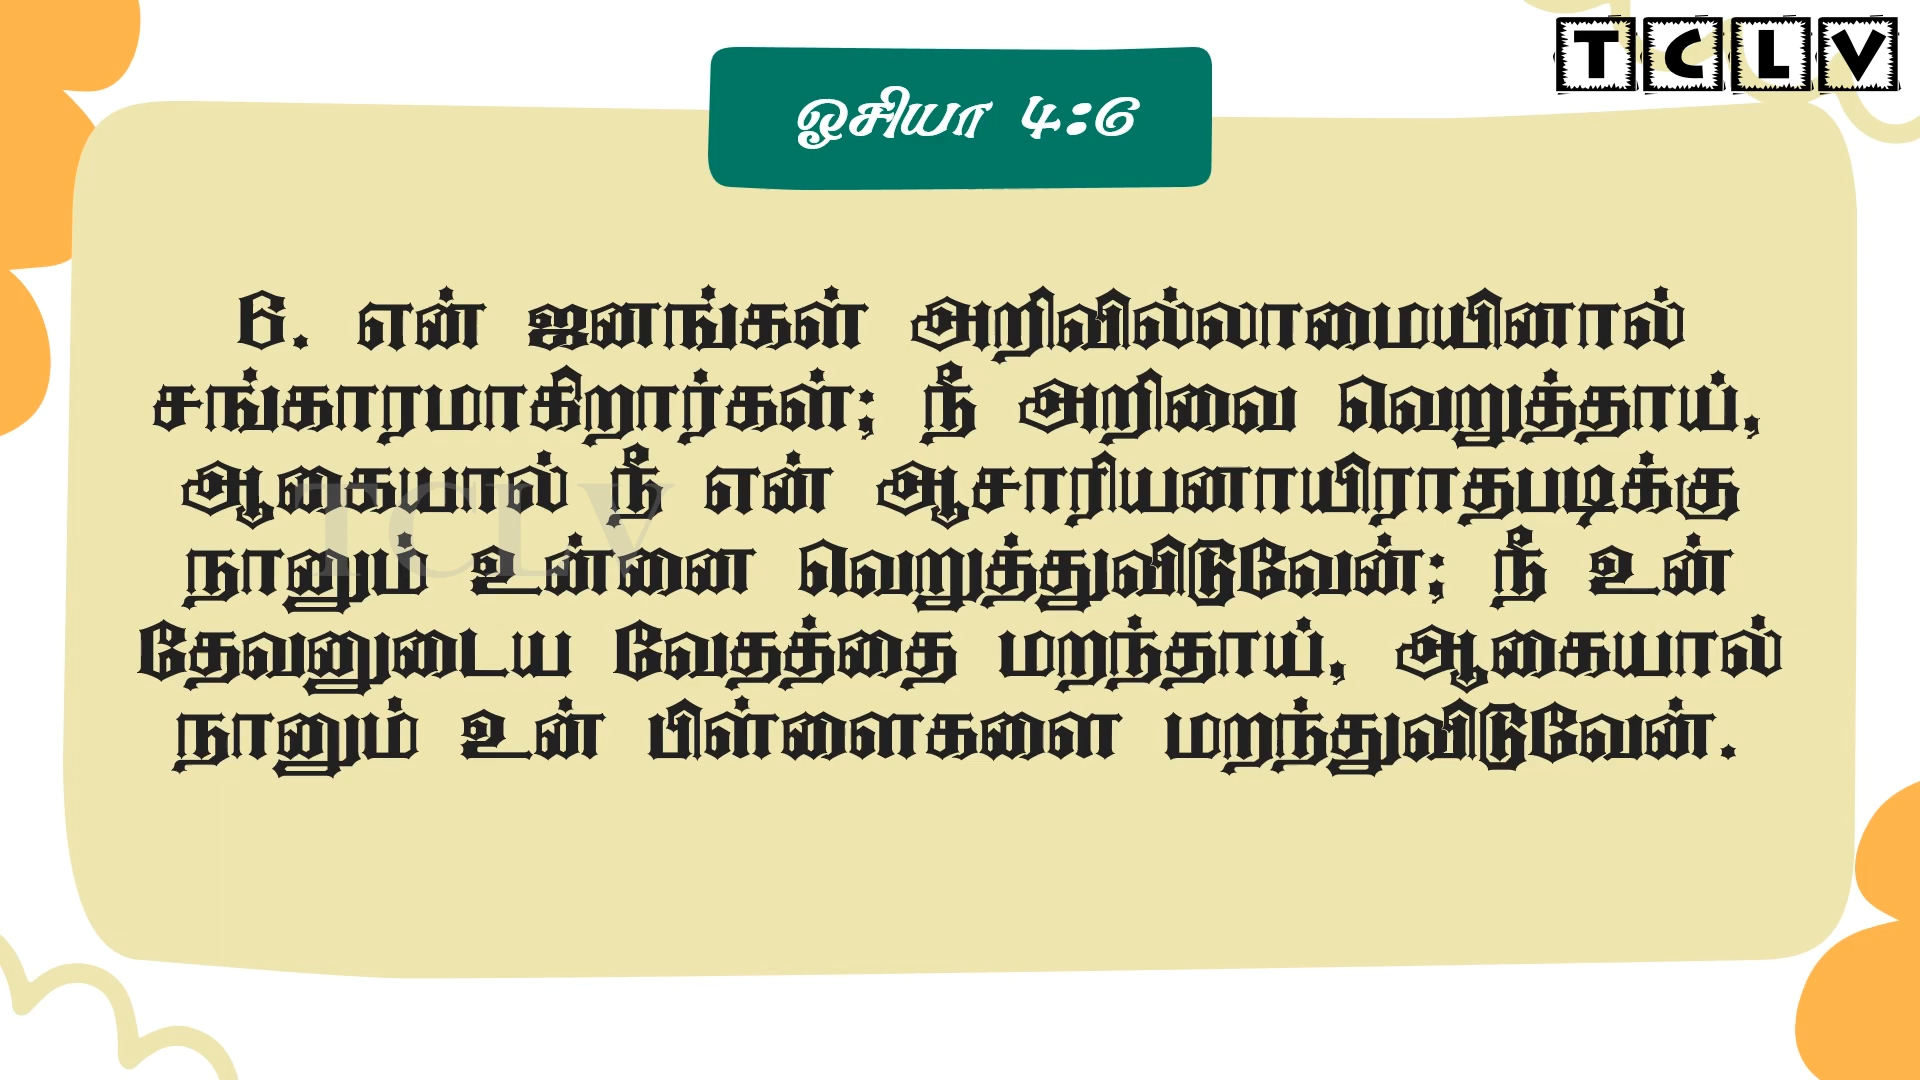 TCLV
ஓசியா 4:6
6. என் ஜனங்கள் அறிவில்லாமையினால்
சங்காரமாகிறார்கள்; நீ அறிவை வெறுத்தாய்,
ஆகையால் நீ என் ஆசாரியனாயிராதபடிக்கு
நானும் உன்னை வெறுத்துவிடுவேன்; நீ உன்
தேவனுடைய வேதத்தை மறந்தாய், ஆகையால்
நானும் உன் பிள்ளைகளை மறந்துவிடுவேன்.
TCLV